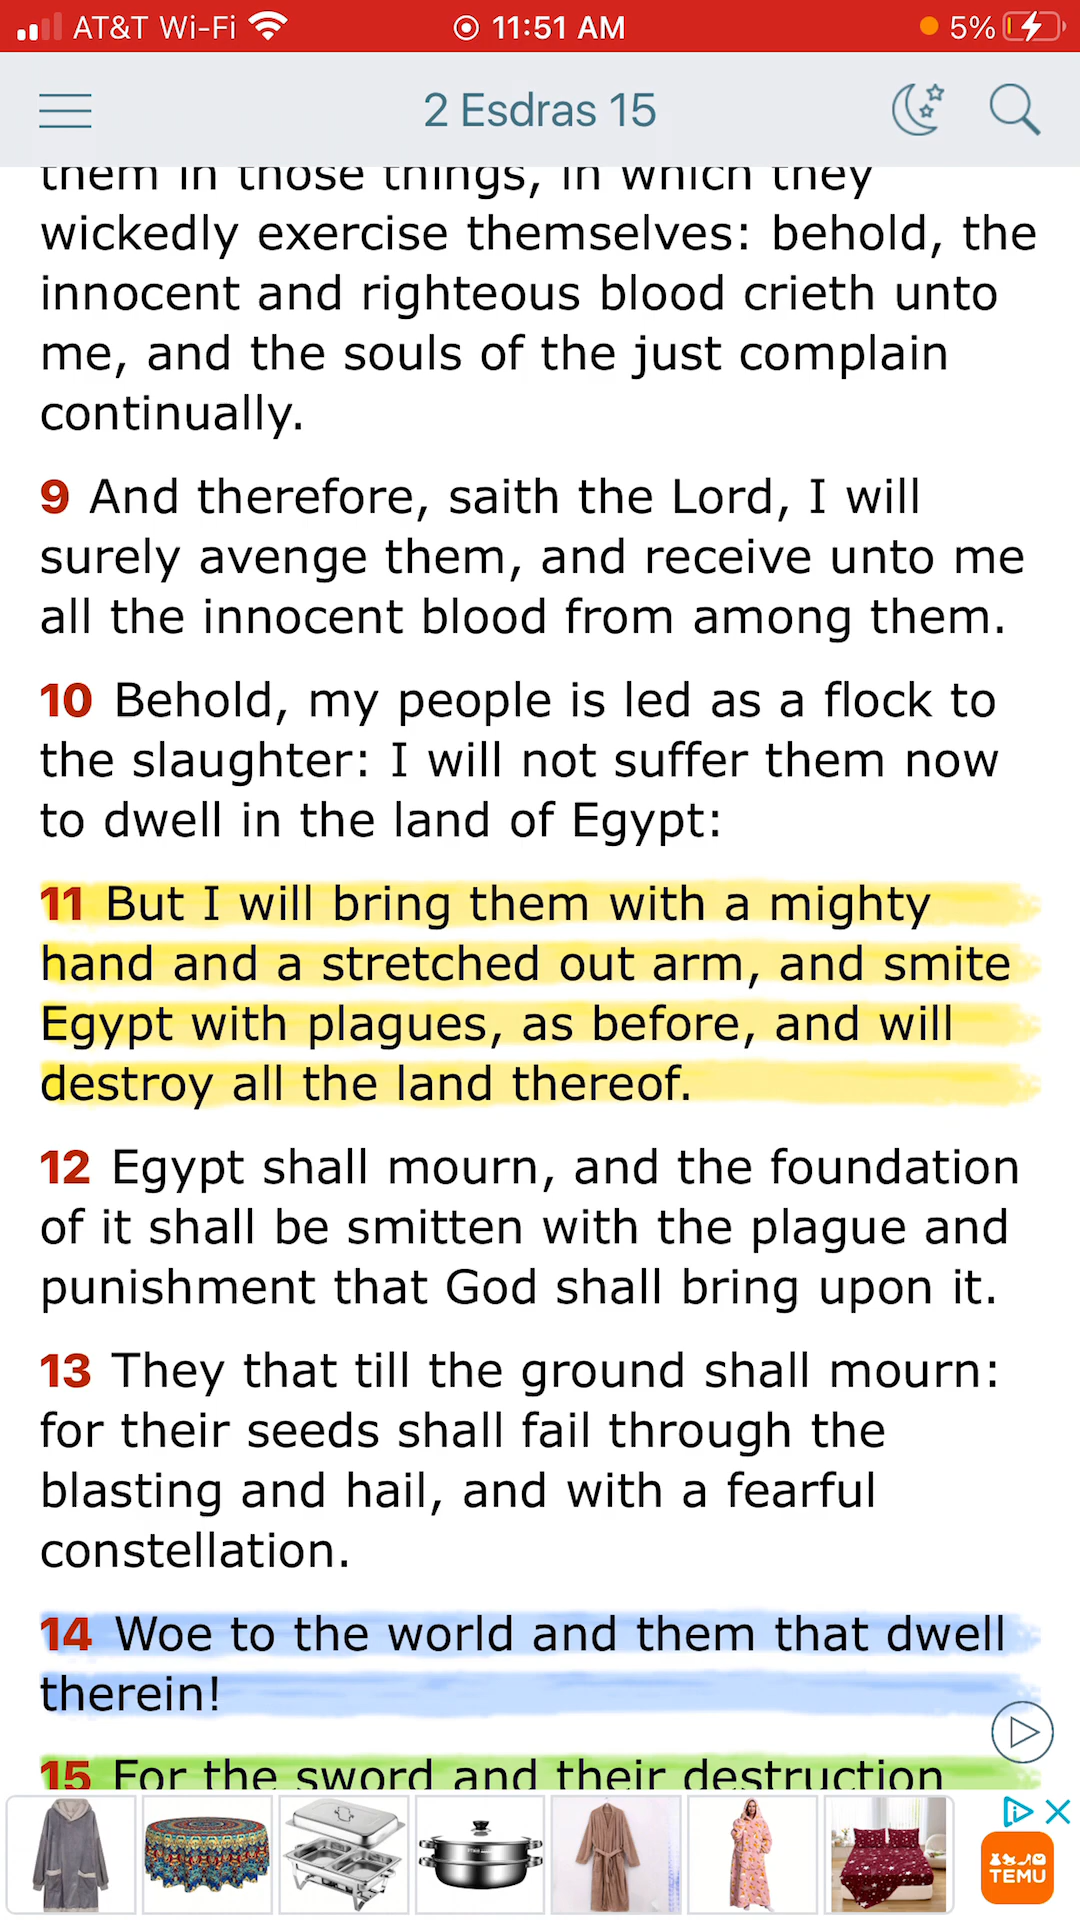 AT&T Wi-Fi 11:51 AM 5%
2 Esdras 15
them in those things, in which they
wickedly exercise themselves: behold, the
innocent and righteous blood crieth unto
me, and the souls of the just complain
continually.
9 And therefore, saith the Lord, I will
surely avenge them, and receive unto me
all the innocent blood from among them.
10 Behold, my people is led as a flock to
the slaughter: I will not suffer them now
to dwell in the land of Egypt:
11 But I will bring them with a mighty
hand and a stretched out arm, and smite
Egypt with plagues, as before, and will
destroy all the land thereof.
12 Egypt shall mourn, and the foundation
of it shall be smitten with the plague and
punishment that God shall bring upon it.
13 They that till the ground shall mourn:
for their seeds shall fail through the
blasting and hail, and with a fearful
constellation.
14 Woe to the world and them that dwell
therein!
15 For the sword and their destruction
TEMU